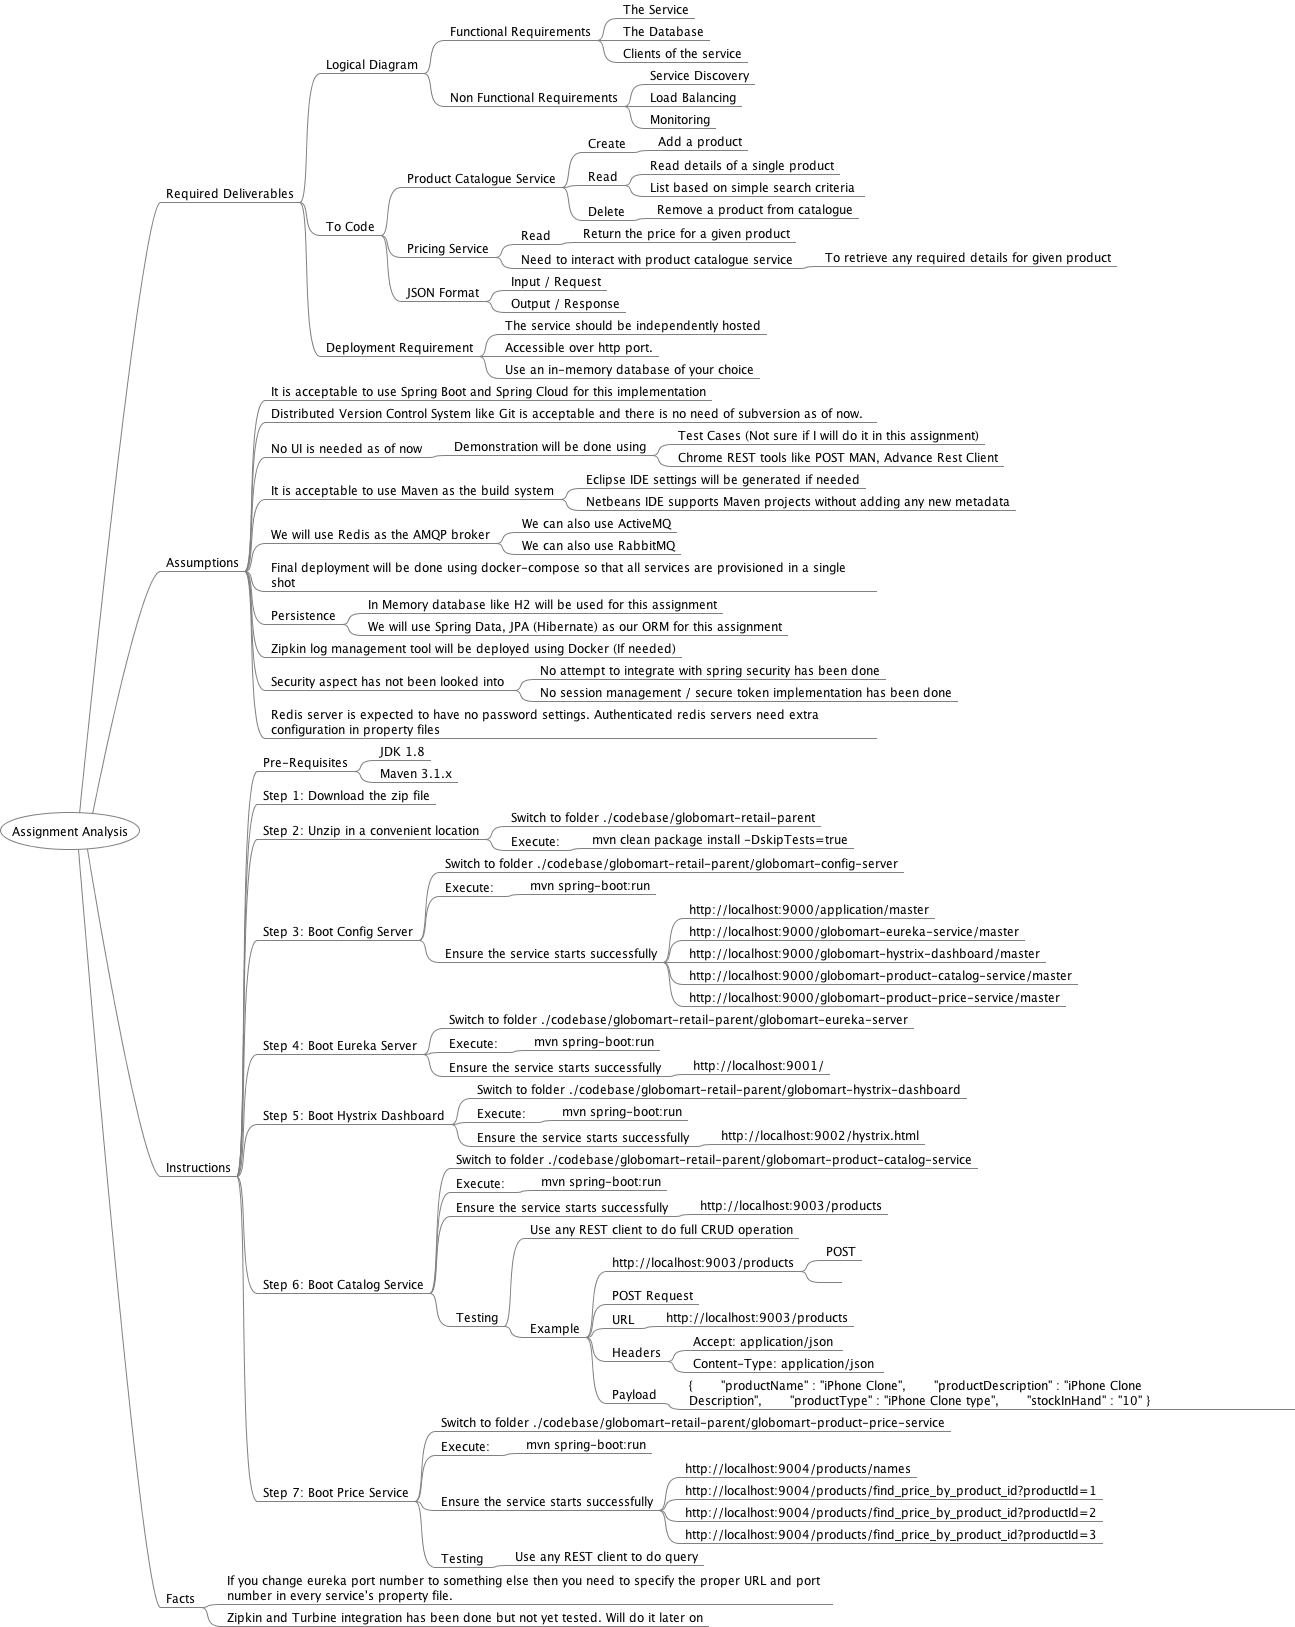 The Service
Functional Requirements
The Database
Clients of the service
Logical Diagram
Service Discovery
Non Functional Requirements
Load Balancing
Monitoring
Create
Add a product
Product Catalogue Service
Read
Read details of a single product
List based on simple search criteria
Required Deliverables
Delete
Remove a product from catalogue
To Code
Read
Return the price for a given product
Pricing Service
Need to interact with product catalogue service
To retrieve any required details for given product
JSON Format
Input / Request
Output / Response
The service should be independently hosted
Deployment Requirement
Accessible over http port.
Use an in-memory database of your choice
It is acceptable to use Spring Boot and Spring Cloud for this implementation
Distributed Version Control System like Git is acceptable and there is no need of subversion as of now.
No UI is needed as of now
Demonstration will be done using
Test Cases (Not sure if I will do it in this assignment)
Chrome REST tools like POST MAN, Advance Rest Client
It is acceptable to use Maven as the build system
Eclipse IDE settings will be generated if needed
Netbeans IDE supports Maven projects without adding any new metadata
We will use Redis as the AMQP broker
We can also use ActiveMQ
We can also use RabbitMQ
Assumptions
Final deployment will be done using docker-compose so that all services are provisioned in a single
shot
Persistence
In Memory database like H2 will be used for this assignment
We will use Spring Data, JPA (Hibernate) as our ORM for this assignment
Zipkin log management tool will be deployed using Docker (If needed)
Security aspect has not been looked into
No attempt to integrate with spring security has been done
No session management / secure token implementation has been done
Redis server is expected to have no password settings. Authenticated redis servers need extra
configuration in property files
Pre-Requisites
JDK 1.8
Maven 3.1.x
Step 1: Download the zip file
Assignment Analysis
Step 2: Unzip in a convenient location
Switch to folder ./codebase/globomart-retail-parent
Execute:
mvn clean package install -DskipTests=true
Switch to folder ./codebase/globomart-retail-parent/globomart-config-server
Execute:
mvn spring-boot:run
Step 3: Boot Config Server
Ensure the service starts successfully
http://localhost:9000/application/master
http://localhost:9000/globomart-eureka-service/master
http://localhost:9000/globomart-hystrix-dashboard/master
http://localhost:9000/globomart-product-catalog-service/master
http://localhost:9000/globomart-product-price-service/master
Switch to folder ./codebase/globomart-retail-parent/globomart-eureka-server
Step 4: Boot Eureka Server
Execute:
mvn spring-boot:run
Ensure the service starts successfully
http://localhost:9001/
Switch to folder ./codebase/globomart-retail-parent/globomart-hystrix-dashboard
Step 5: Boot Hystrix Dashboard
Execute:
mvn spring-boot:run
Ensure the service starts successfully
http://localhost:9002/hystrix.html
Instructions
Switch to folder ./codebase/globomart-retail-parent/globomart-product-catalog-service
Execute:
mvn spring-boot:run
Ensure the service starts successfully
http://localhost:9003/products
Step 6: Boot Catalog Service
Testing
Use any REST client to do full CRUD operation
Example
http://localhost:9003/products
POST
POST Request
URL
http://localhost:9003/products
Headers
Accept: application/json
Content-Type: application/json
Payload
{ "productName" : "iPhone Clone", "productDescription" : "iPhone Clone
Description", "productType" : "iPhone Clone type", "stockInHand" : "10" }
Switch to folder ./codebase/globomart-retail-parent/globomart-product-price-service
Execute:
mvn spring-boot:run
Step 7: Boot Price Service
Ensure the service starts successfully
http://localhost:9004/products/names
http://localhost:9004/products/find_price_by_product_id?productId=1
http://localhost:9004/products/find_price_by_product_id?productId=2
http://localhost:9004/products/find_price_by_product_id?productId=3
Testing
Use any REST client to do query
Facts
If you change eureka port number to something else then you need to specify the proper URL and port
number in every service's property file.
Zipkin and Turbine integration has been done but not yet tested. Will do it later on